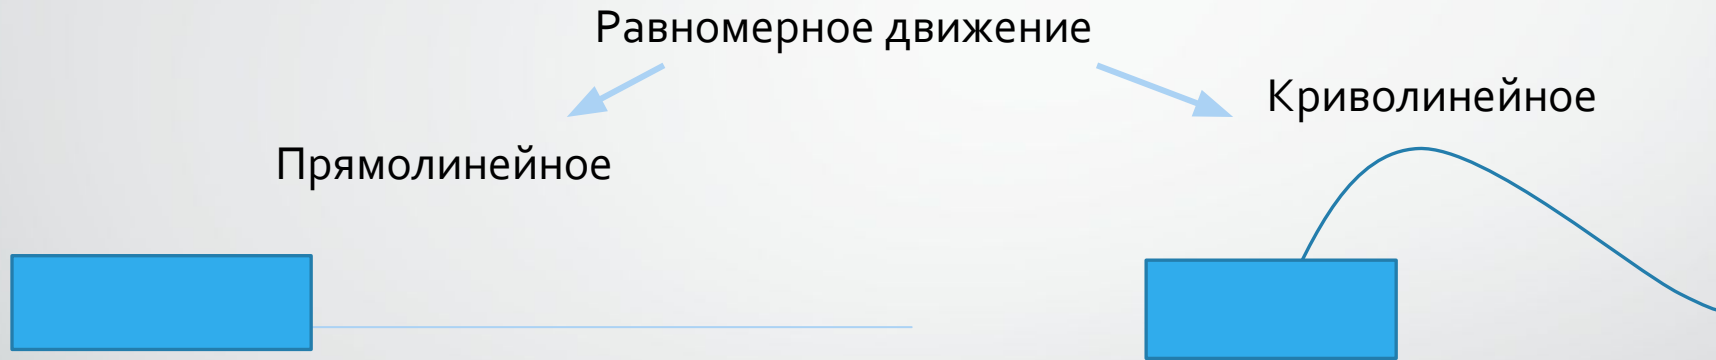 Равномерное движение
Криволинейное
Прямолинейное